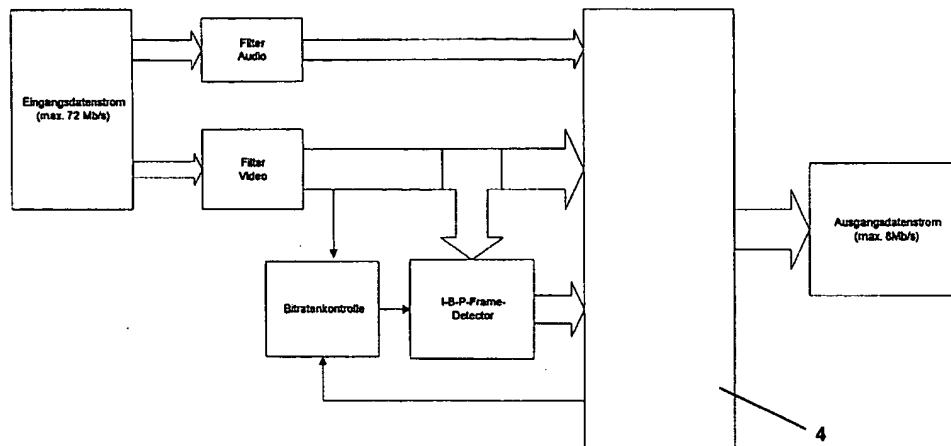 Filter
Audio
Eingangsdatenstrom
(max. 72 Mb/s)
Filter
Video
Ausgangsdatenstrom
(max. 8Mb/s)
Bitratenkontrolle
I-B-P-Frame-
Detector
4